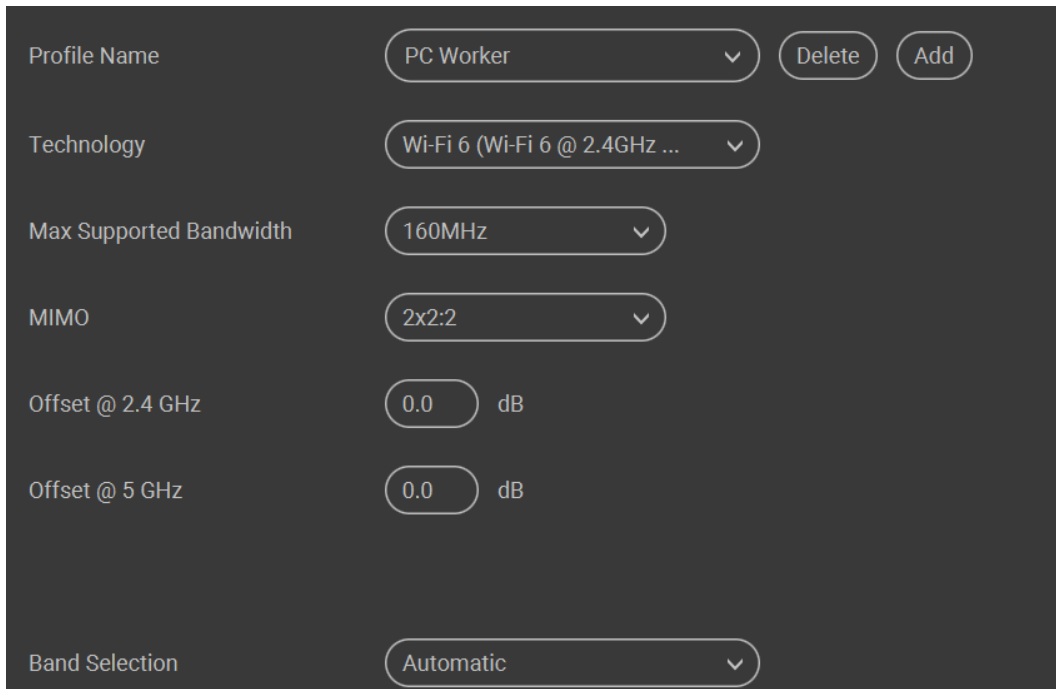 Profile Name PC Worker Delete Add
Technology Wi-Fi 6 (Wi-Fi 6 @ 2.4GHz ...
Max Supported Bandwidth 160MHz
MIMO 2x2:2
Offset @ 2.4 GHz 0.0 dB
Offset @ 5 GHz 0.0 dB
Band Selection Automatic